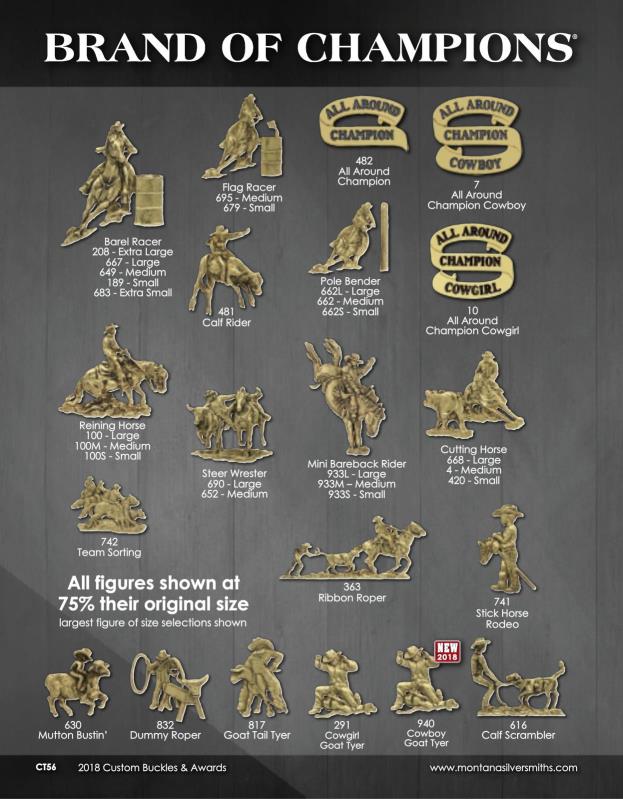 BRAND OF CHAMPIONS®
ALL AROUND
CHAMPION
482
All Around
Champion
ALL AROUND
CHAMPION
COWBOY
7
All Around
Champion Cowboy
Flag Racer
695 - Medium
679 - Small
Barel Racer
208 - Extra Large
667 - Large
649 - Medium
189 - Small
683 - Extra Small
481
Calf Rider
Pole Bender
662L - Large
662 - Medium
662S - Small
ALL AROUND
CHAMPION
COWGIRL
10
All Around
Champion Cowgirl
Reining Horse
100 - Large
100M - Medium
100S - Small
Steer Wrester
690 - Large
652 - Medium
Mini Bareback Rider
933L - Large
933M – Medium
933S - Small
Cutting Horse
668 - Large
4 - Medium
420 - Small
742
Team Sorting
363
Ribbon Roper
741
Stick Horse
Rodeo
All figures shown at
75% their original size
largest figure of size selections shown
630
Mutton Bustin'
832
Dummy Roper
817
Goat Tail Tyer
291
Cowgirl
Goat Tyer
NEW
2018
940
Cowboy
Goat Tyer
616
Calf Scrambler
CT56 2018 Custom Buckles & Awards www.montanasilversmiths.com